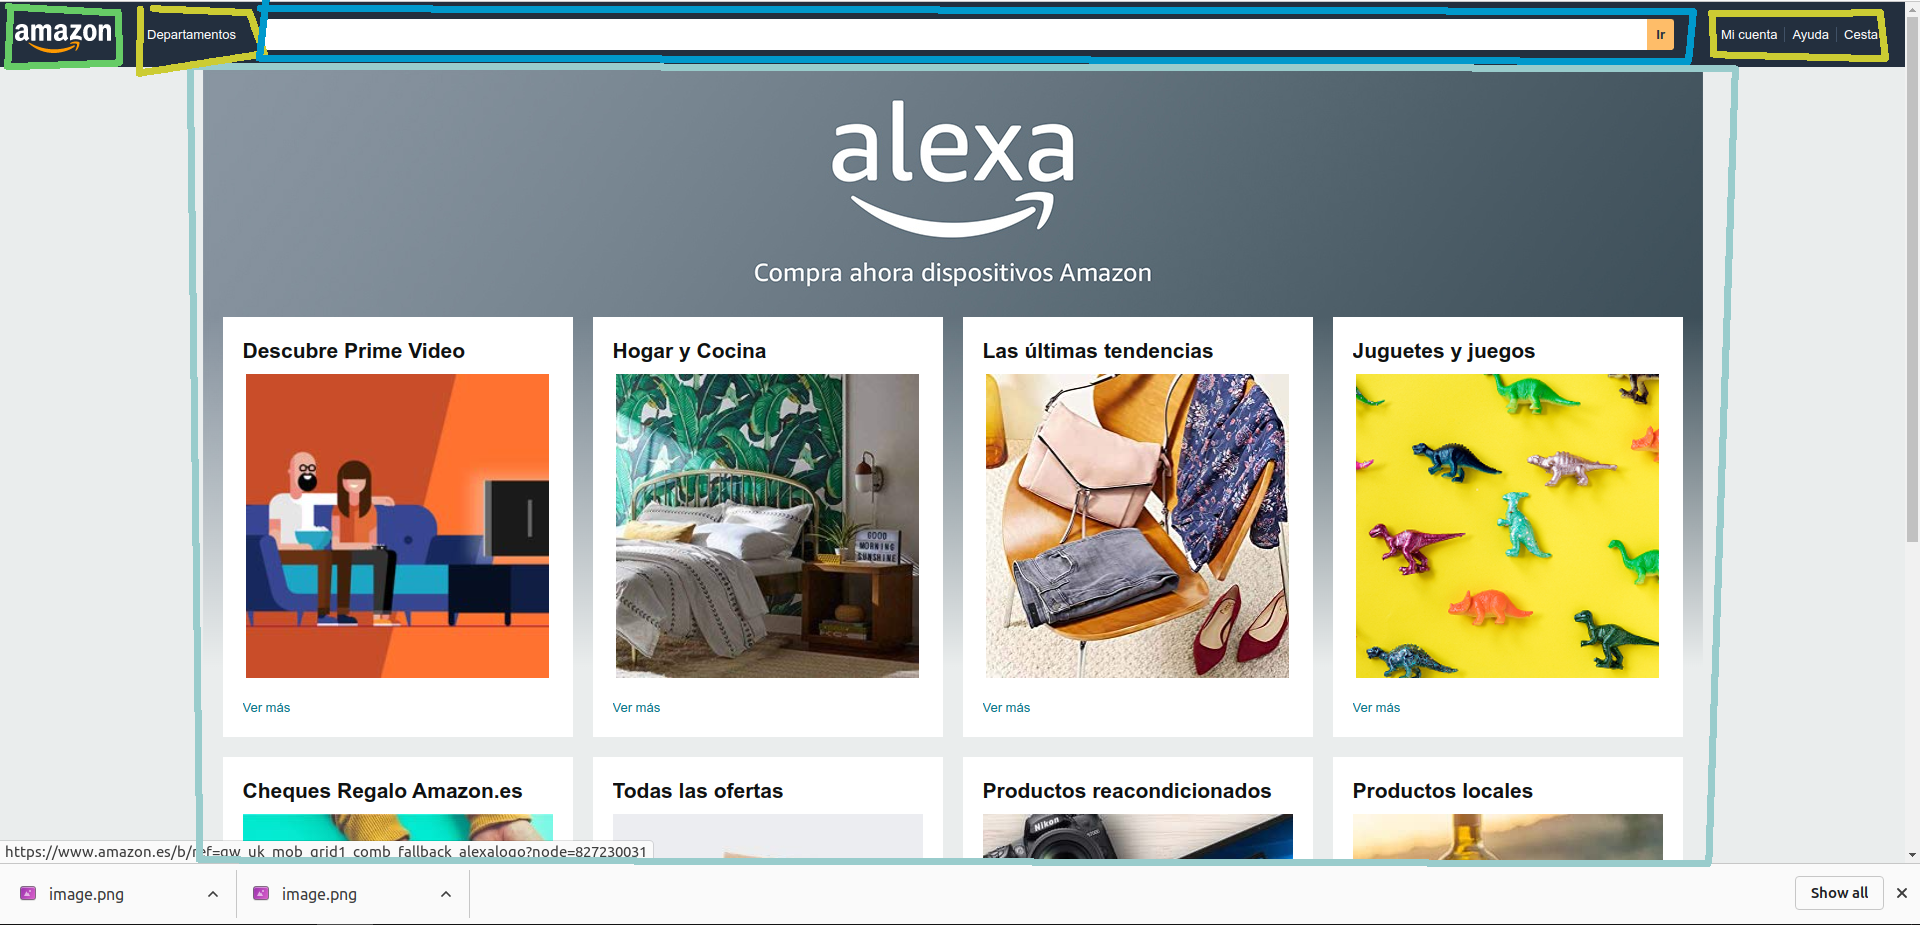 amazon
Departamentos
Ir
Mi cuenta
Ayuda
Cesta
alexa
Compra ahora dispositivos Amazon
Descubre Prime Video
Hogar y Cocina
Las últimas tendencias
Juguetes y juegos
GOOD
MORNING
SUNSHINE
Ver más
Ver más
Ver más
Ver más
Cheques Regalo Amazon.es
Todas las ofertas
Productos reacondicionados
Productos locales
Nikon
https://www.amazon.es/b/ref=gw_uk_mob_grid1_comb_fallback_alexalogo?node=827230031
image.png
image.png
Show all